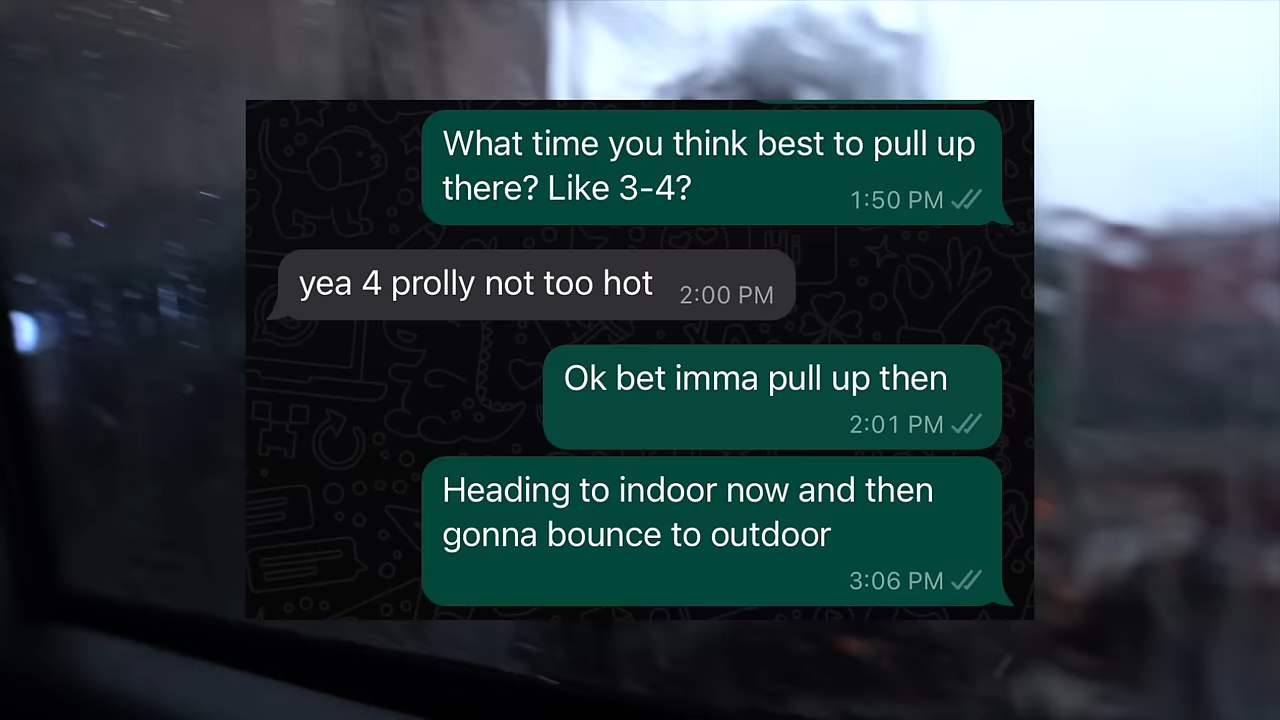 What time you think best to pull up
there? Like 3-4?
1:50 PM
yea 4 prolly not too hot
2:00 PM
Ok bet imma pull up then
2:01 PM
Heading to indoor now and then
gonna bounce to outdoor
3:06 PM